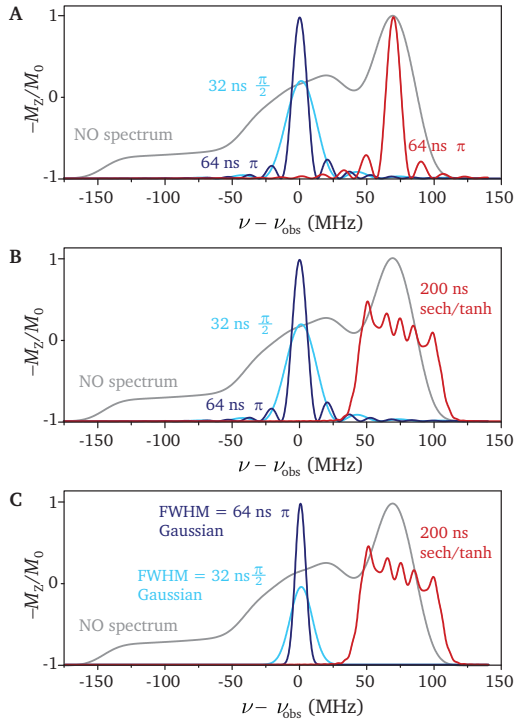 A
−M_Z/M_0
1
0
-1
32 ns π/2
NO spectrum
64 ns π
64 ns π
-150 -100 -50 0 50 100 150
ν − ν_obs (MHz)
B
−M_Z/M_0
1
0
-1
200 ns
sech/tanh
32 ns π/2
NO spectrum
64 ns π
-150 -100 -50 0 50 100 150
ν − ν_obs (MHz)
C
−M_Z/M_0
1
0
-1
FWHM = 64 ns π
Gaussian
200 ns
sech/tanh
FWHM = 32 ns π/2
Gaussian
NO spectrum
-150 -100 -50 0 50 100 150
ν − ν_obs (MHz)